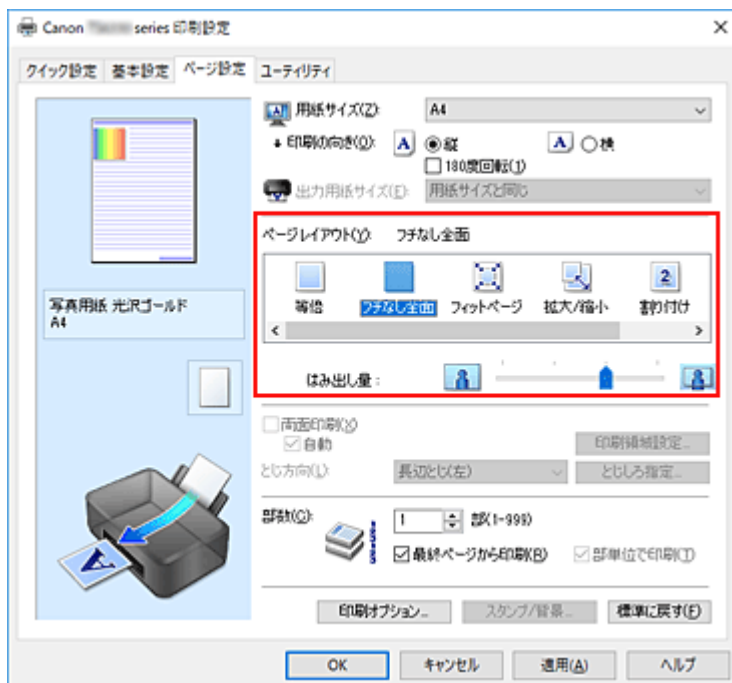 Canon series 印刷設定
クイック設定 基本設定 ページ設定 ユーティリティ
用紙サイズ(Z): A4
印刷の向き(O): A 縦 A 横
180度回転(1)
出力用紙サイズ(E): 用紙サイズと同じ
ページレイアウト(Y): フチなし全面
等倍 フチなし全面 フィットページ 拡大/縮小 割り付け
はみ出し量:
写真用紙 光沢ゴールド
A4
両面印刷(X)
自動 印刷領域設定...
とじ方向(L): 長辺とじ(左) とじしろ指定...
部数(C): 1 部(1-999)
最終ページから印刷(R) 部単位で印刷(T)
印刷オプション... スタンプ/背景... 標準に戻す(F)
OK キャンセル 適用(A) ヘルプ